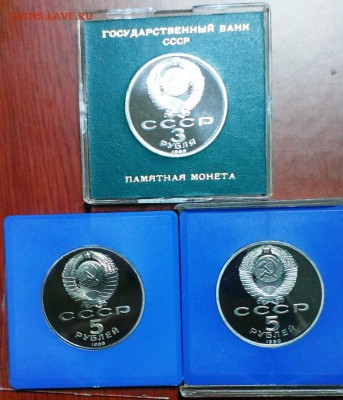 ГОСУДАРСТВЕННЫЙ БАНК
СССР
СССР
3
РУБЛЯ
ПАМЯТНАЯ МОНЕТА
СССР
5
РУБЛЕЙ
СССР
5
РУБЛЕЙ
1990